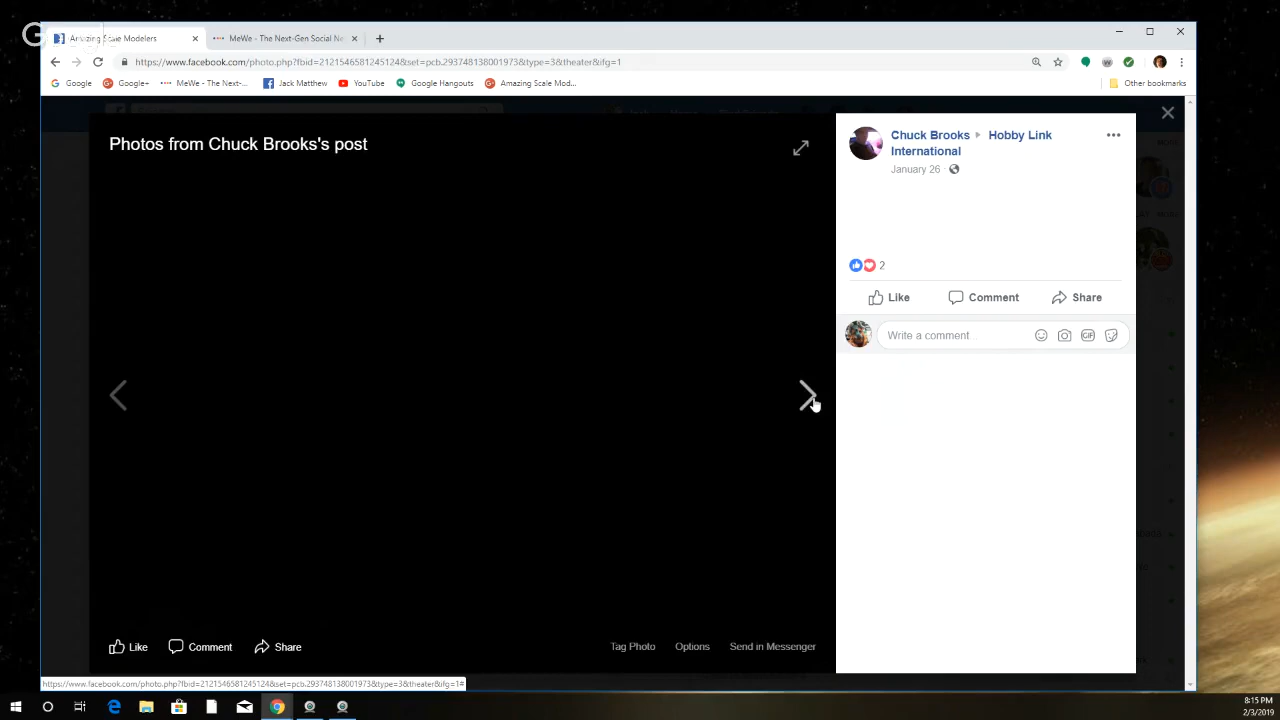 Amazing Scale Modelers
MeWe - The Next-Gen Social Ne
https://www.facebook.com/photo.php?fbid=2121546581245124&set=pcb.2937481380019738&type=3&theater&ifg=1
Google Google+ MeWe - The Next-... Jack Matthew YouTube Google Hangouts Amazing Scale Mod... Other bookmarks
Photos from Chuck Brooks's post
Chuck Brooks Hobby Link
International
January 26
2
Like Comment Share
Write a comment...
GIF
Like Comment Share Tag Photo Options Send in Messenger
https://www.facebook.com/photo.php?fbid=2121546581245124&set=pcb.2937481380019738&type=3&theater&ifg=1#
8:15 PM
2/3/2019